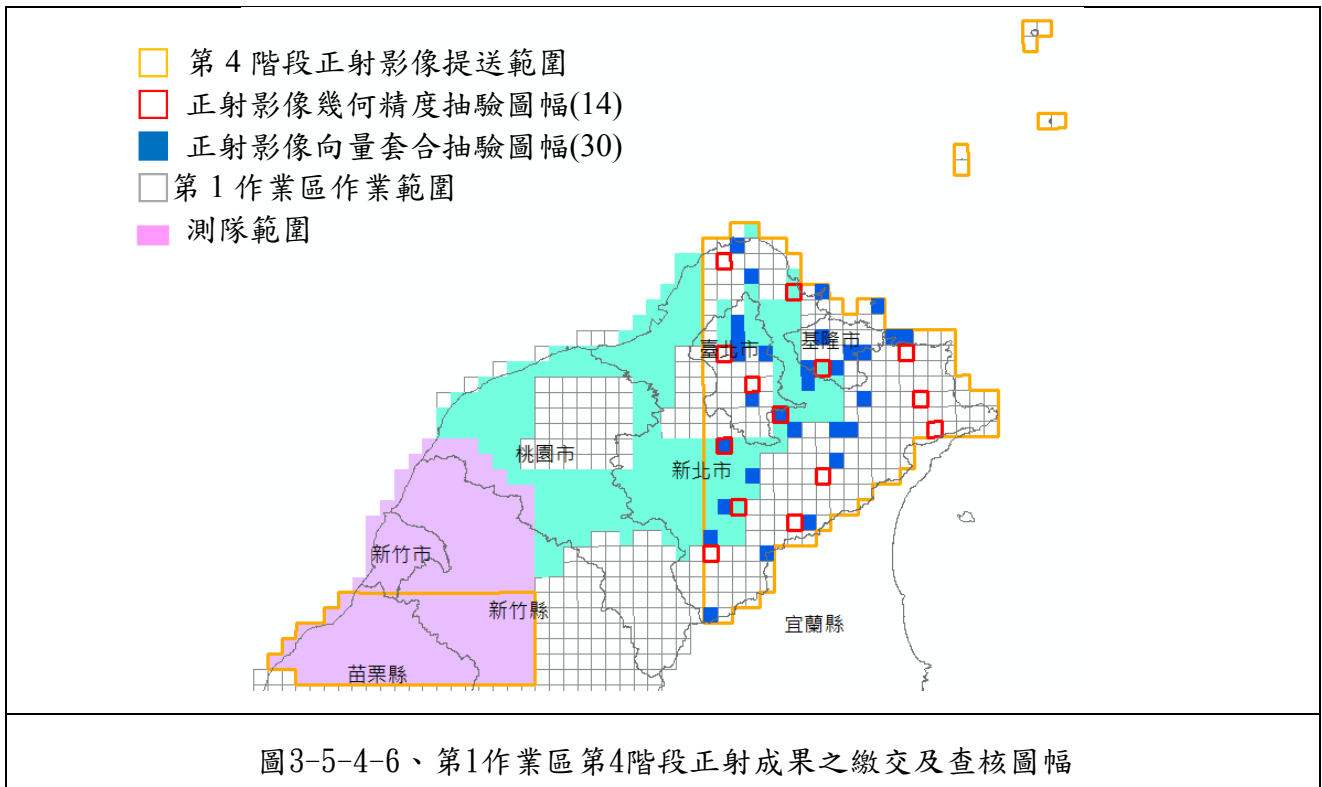 第 4 階段正射影像提送範圍
正射影像幾何精度抽驗圖幅(14)
正射影像向量套合抽驗圖幅(30)
第 1 作業區作業範圍
測隊範圍
臺北市
基隆市
桃園市
新北市
新竹市
新竹縣
宜蘭縣
苗栗縣
圖3-5-4-6、第1作業區第4階段正射成果之繳交及查核圖幅